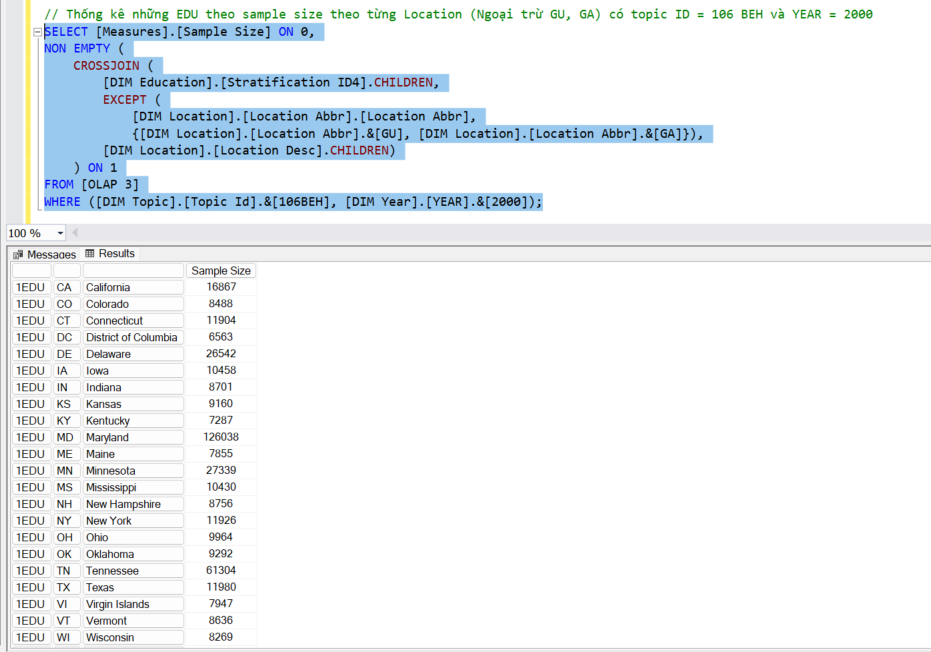 // Thống kê những EDU theo sample size theo từng Location (Ngoại trừ GU, GA) có topic ID = 106 BEH và YEAR = 2000
SELECT [Measures].[Sample Size] ON 0,
NON EMPTY (
CROSSJOIN (
[DIM Education].[Stratification ID4].CHILDREN,
EXCEPT (
[DIM Location].[Location Abbr].[Location Abbr],
{[DIM Location].[Location Abbr].&[GU], [DIM Location].[Location Abbr].&[GA]}),
[DIM Location].[Location Desc].CHILDREN)
) ON 1
FROM [OLAP 3]
WHERE ([DIM Topic].[Topic Id].&[106BEH], [DIM Year].[YEAR].&[2000]);
100 %
Messages Results
Sample Size
1EDU CA California 16867
1EDU CO Colorado 8488
1EDU CT Connecticut 11904
1EDU DC District of Columbia 6563
1EDU DE Delaware 26542
1EDU IA Iowa 10458
1EDU IN Indiana 8701
1EDU KS Kansas 9160
1EDU KY Kentucky 7287
1EDU MD Maryland 126038
1EDU ME Maine 7855
1EDU MN Minnesota 27339
1EDU MS Mississippi 10430
1EDU NH New Hampshire 8756
1EDU NY New York 11926
1EDU OH Ohio 9964
1EDU OK Oklahoma 9292
1EDU TN Tennessee 61304
1EDU TX Texas 11980
1EDU VI Virgin Islands 7947
1EDU VT Vermont 8636
1EDU WI Wisconsin 8269